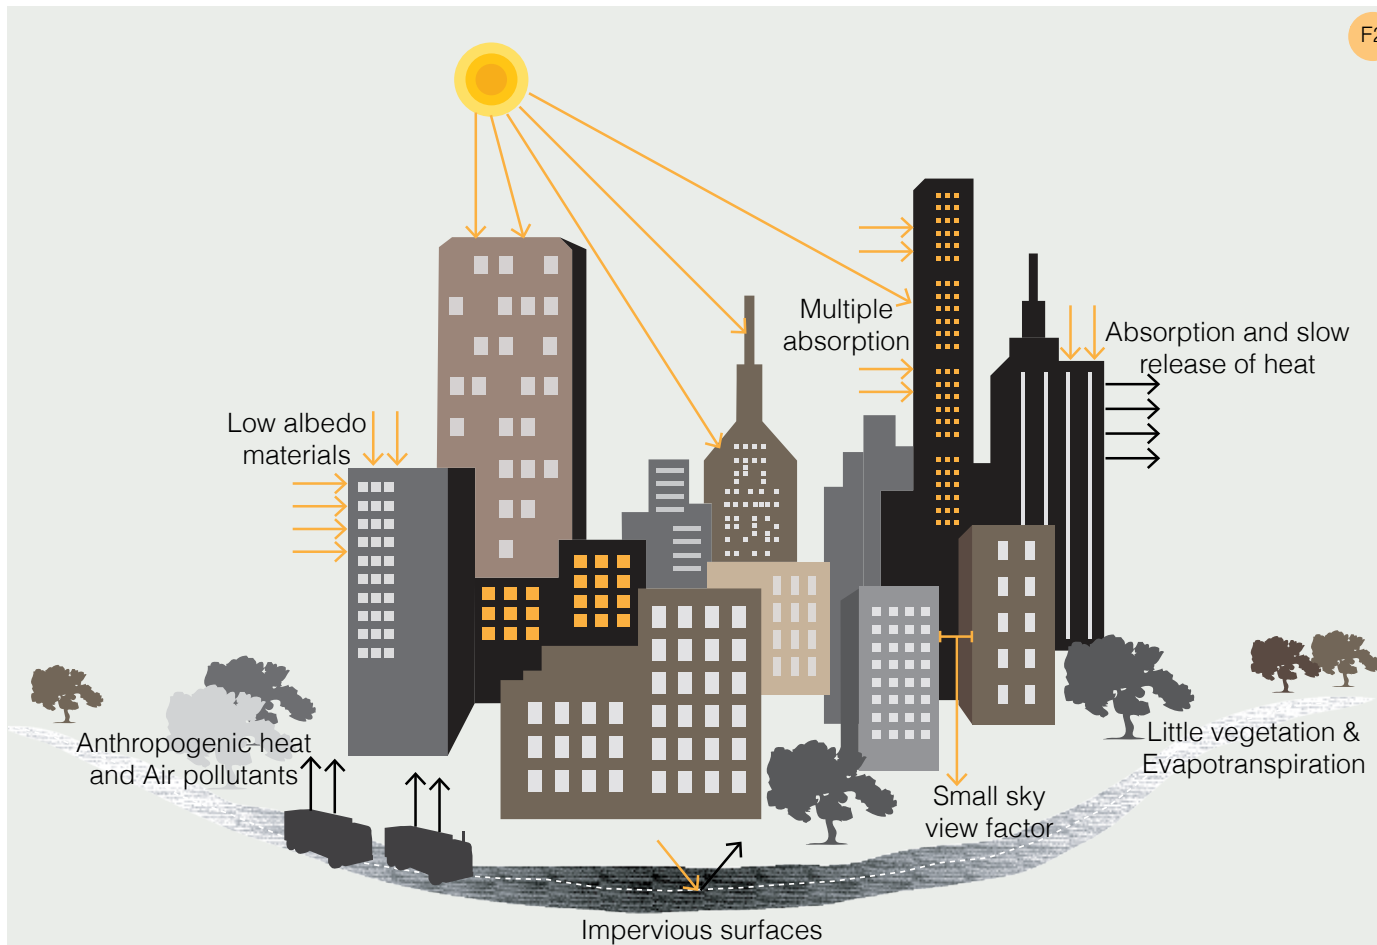 F2
Multiple
absorption
Absorption and slow
release of heat
Low albedo
materials
Anthropogenic heat
and Air pollutants
Little vegetation &
Evapotranspiration
Small sky
view factor
Impervious surfaces